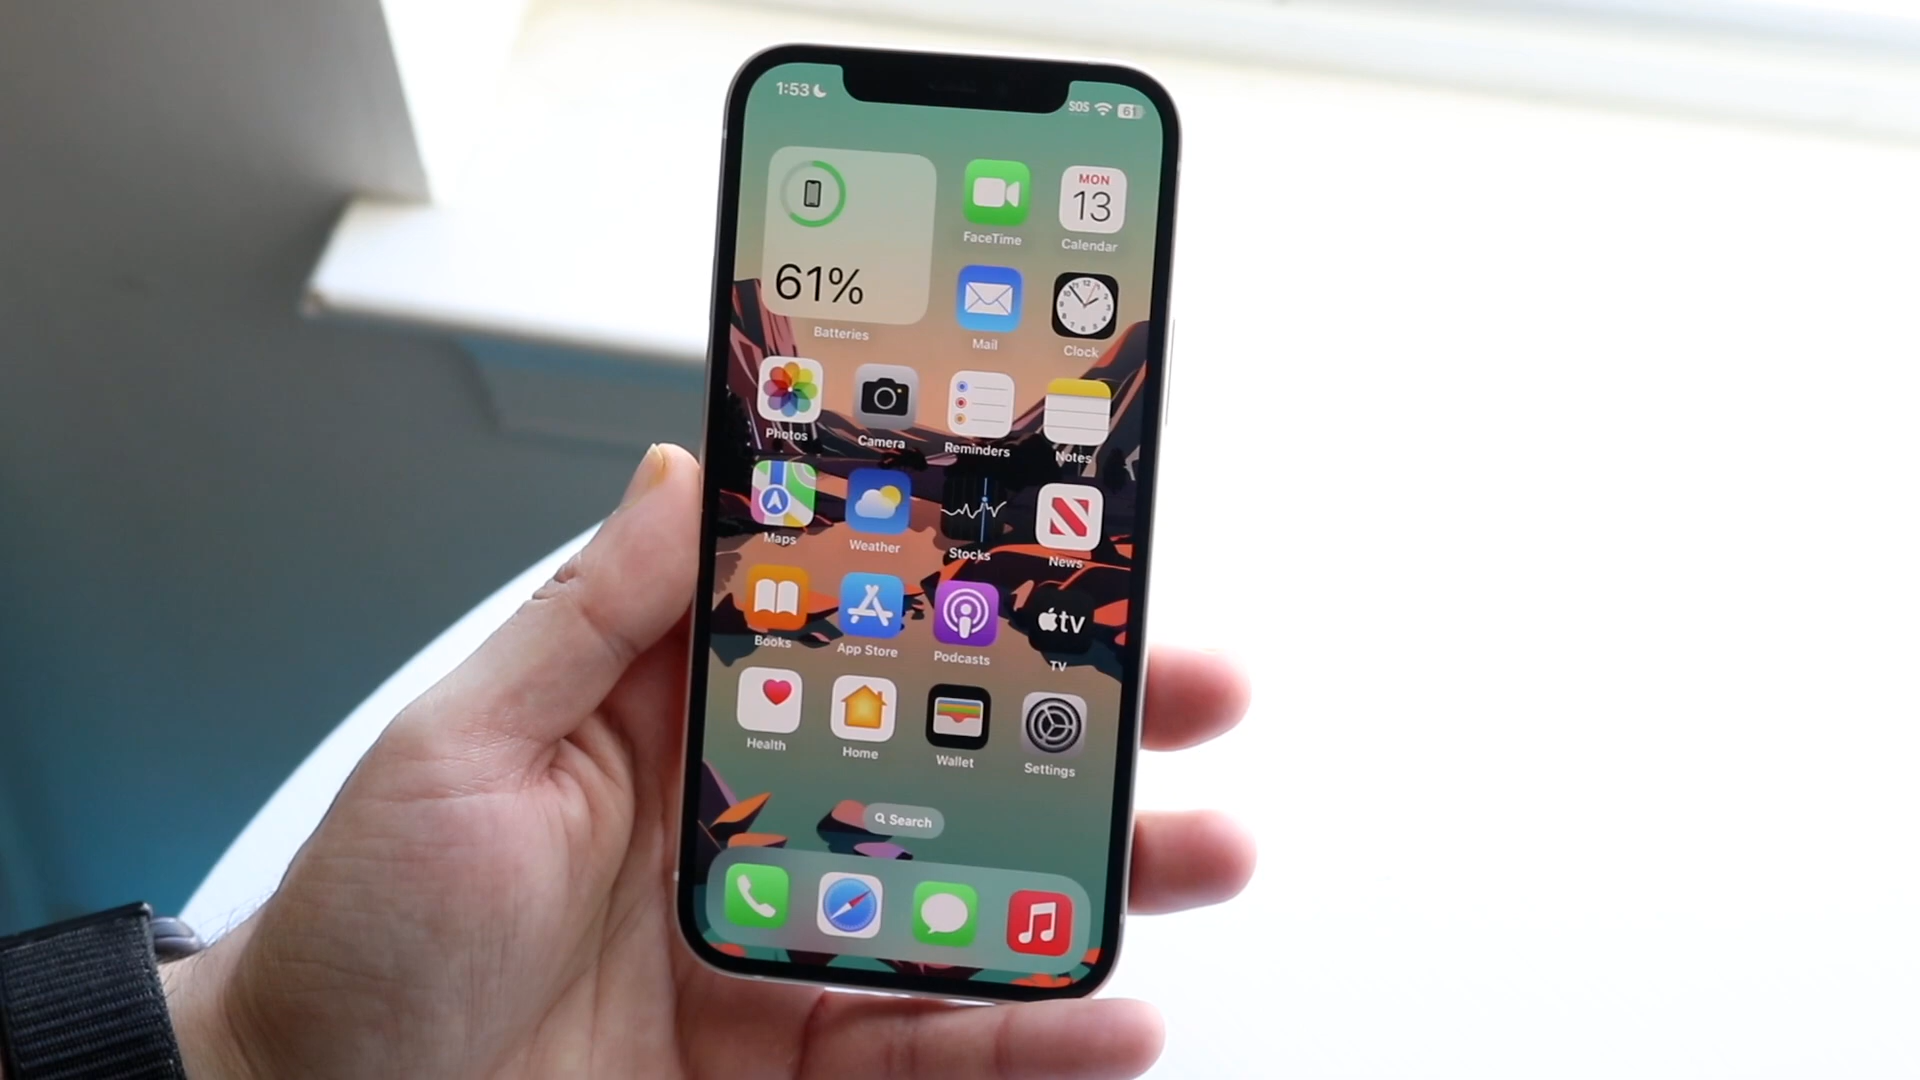 1:53
SOS 61
61%
Batteries
FaceTime
MON
13
Calendar
Mail
Clock
Photos
Camera
Reminders
Notes
Maps
Weather
Stocks
News
Books
App Store
Podcasts
tv
TV
Health
Home
Wallet
Settings
Search